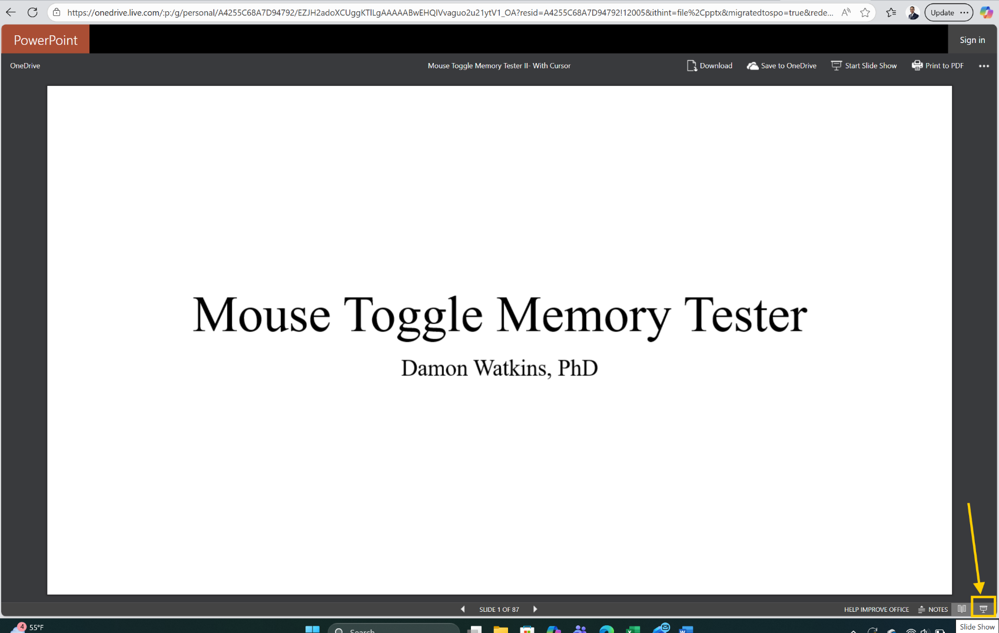 https://onedrive.live.com/:p:/g/personal/A4255C68A7D94792/EZJH2adoXCUggKTlLgAAAAABwEHQIVvaguo2u21ytV1_OA?resid=A4255C68A7D94792!12005&ithint=file%2Cpptx&migratedtospo=true&rede...
Update
PowerPoint
Sign in
OneDrive
Mouse Toggle Memory Tester II- With Cursor
Download
Save to OneDrive
Start Slide Show
Print to PDF
Mouse Toggle Memory Tester
Damon Watkins, PhD
SLIDE 1 OF 87
HELP IMPROVE OFFICE
NOTES
4
55°F
Search
Slide Show